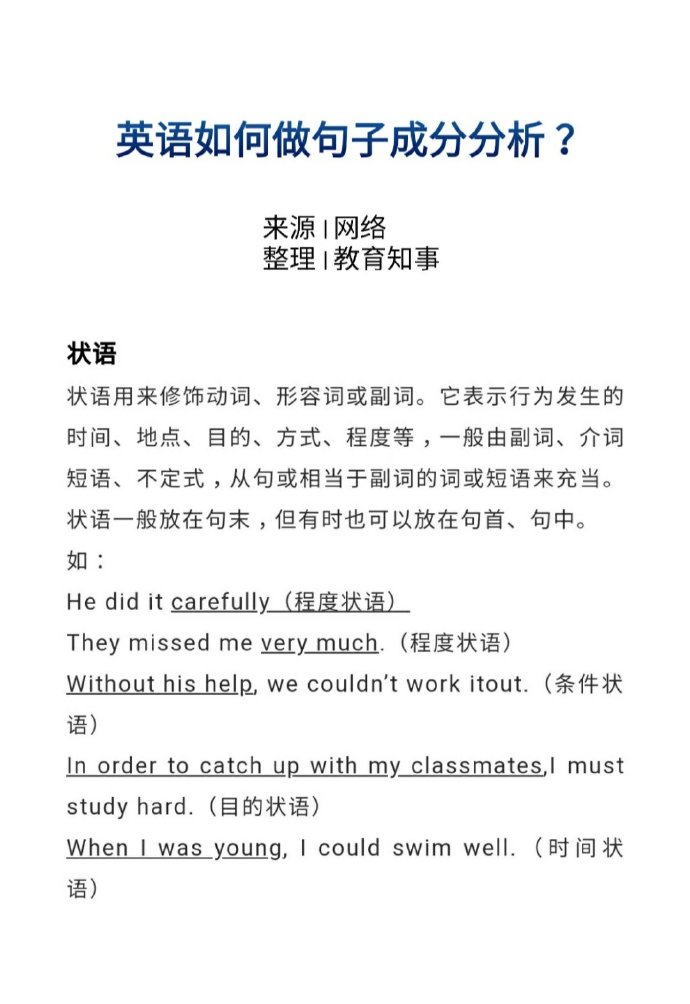 英语如何做句子成分分析？
来源 | 网络
整理 | 教育知事
状语
状语用来修饰动词、形容词或副词。它表示行为发生的
时间、地点、目的、方式、程度等，一般由副词、介词
短语、不定式，从句或相当于副词的词或短语来充当。
状语一般放在句末，但有时也可以放在句首、句中。
如：
He did it carefully（程度状语）
They missed me very much.（程度状语）
Without his help, we couldn’t work itout.（条件状
语）
In order to catch up with my classmates,I must
study hard.（目的状语）
When I was young, I could swim well.（时间状
语）